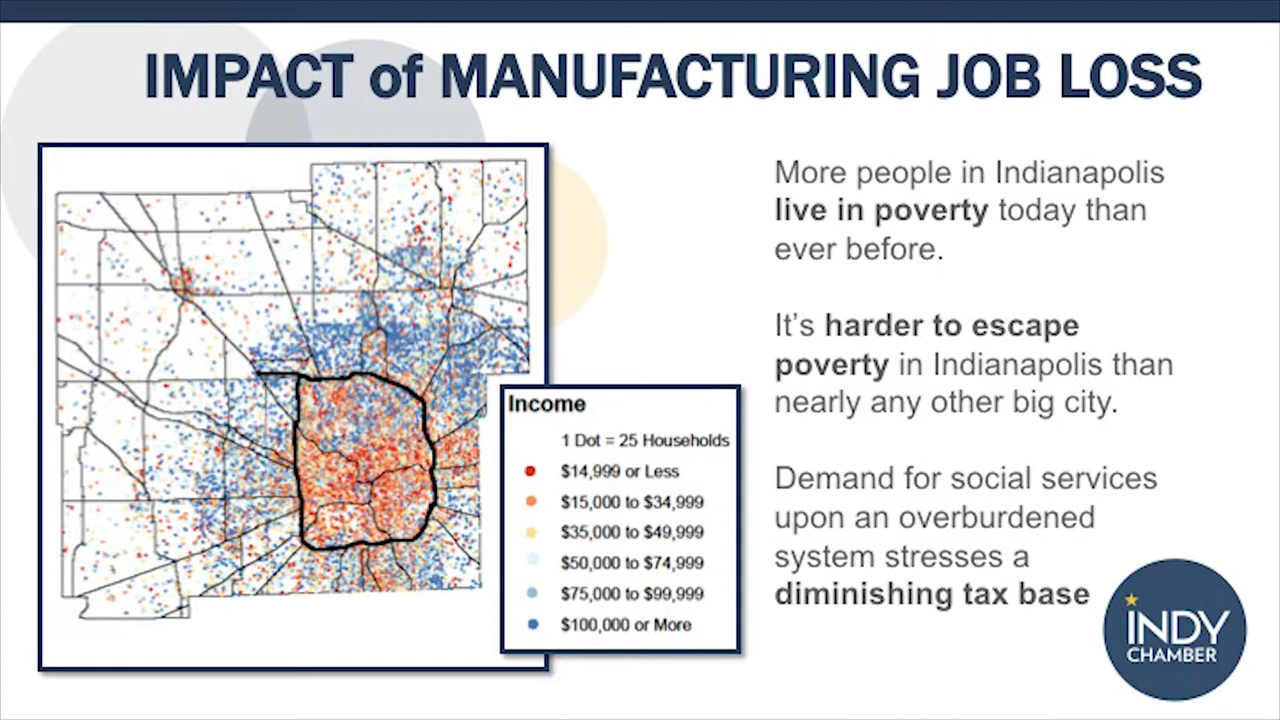 IMPACT of MANUFACTURING JOB LOSS
More people in Indianapolis
live in poverty today than
ever before.
It’s harder to escape
poverty in Indianapolis than
nearly any other big city.
Demand for social services
upon an overburdened
system stresses a
diminishing tax base
Income
1 Dot = 25 Households
$14,999 or Less
$15,000 to $34,999
$35,000 to $49,999
$50,000 to $74,999
$75,000 to $99,999
$100,000 or More
INDY
CHAMBER